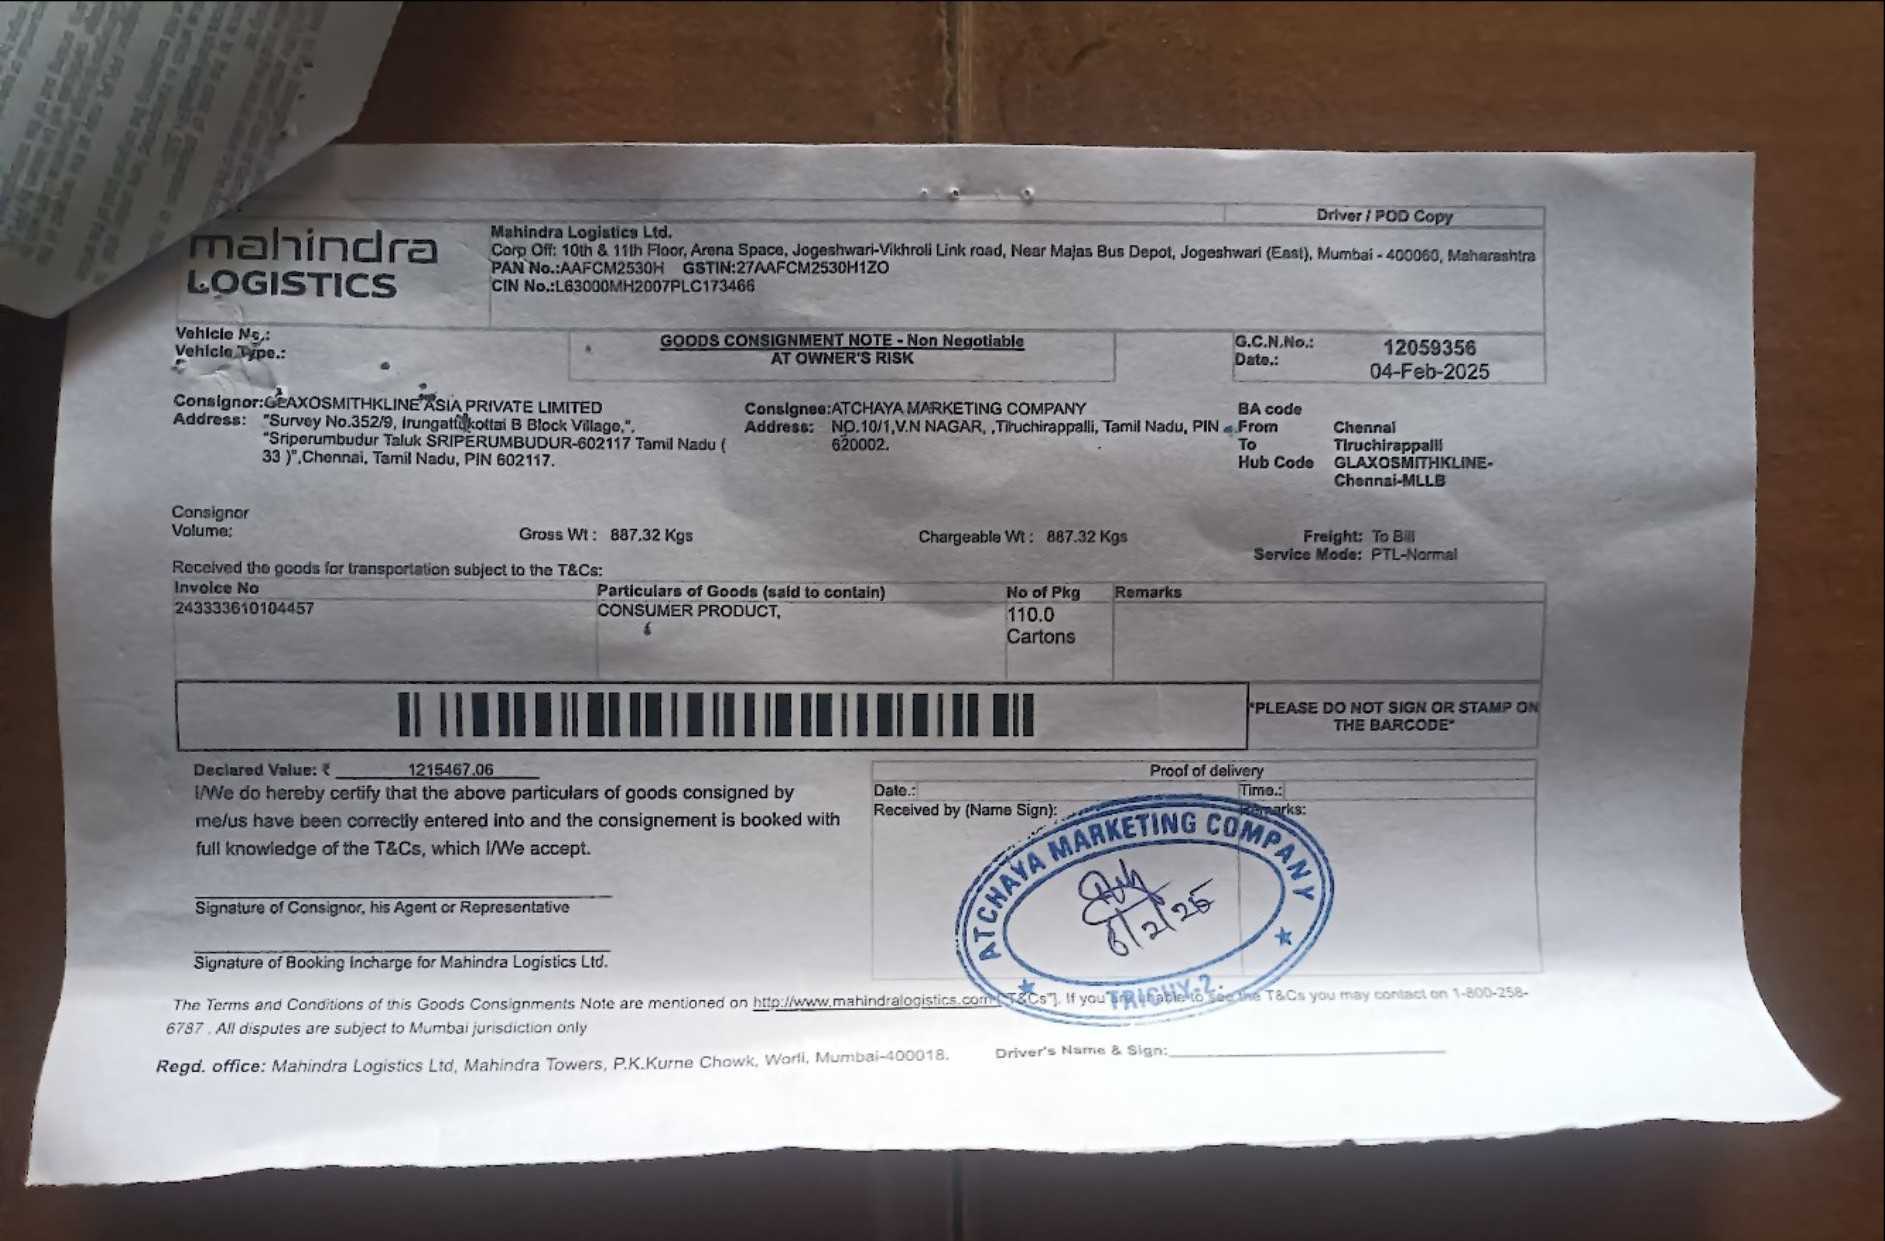 Driver / POD Copy
mahindra
LOGISTICS
Mahindra Logistics Ltd.
Corp Off: 10th & 11th Floor, Arena Space, Jogeshwari-Vikhroli Link road, Near Majas Bus Depot, Jogeshwari (East), Mumbai - 400060, Maharashtra
PAN No.:AAFCM2530H GSTIN:27AAFCM2530H1ZO
CIN No.:L63000MH2007PLC173466
Vehicle No.:
Vehicle Type.:
GOODS CONSIGNMENT NOTE - Non Negotiable
AT OWNER'S RISK
G.C.N.No.: 12059356
Date.: 04-Feb-2025
Consignor:GLAXOSMITHKLINE ASIA PRIVATE LIMITED
Address: "Survey No.352/9, Irungattukottai B Block Village,",
"Sriperumbudur Taluk SRIPERUMBUDUR-602117 Tamil Nadu (
33 )",Chennai, Tamil Nadu, PIN 602117.
Consignee:ATCHAYA MARKETING COMPANY
Address: NO.10/1,V.N NAGAR, ,Tiruchirappalli, Tamil Nadu, PIN
620002.
BA code
From Chennai
To Tiruchirappalli
Hub Code GLAXOSMITHKLINE-
Chennai-MLLB
Consignor
Volume:
Gross Wt : 887.32 Kgs
Chargeable Wt : 887.32 Kgs
Freight: To Bill
Service Mode: PTL-Normal
Received the goods for transportation subject to the T&Cs:
Invoice No Particulars of Goods (said to contain) No of Pkg Remarks
243333610104457 CONSUMER PRODUCT, 110.0
Cartons
*PLEASE DO NOT SIGN OR STAMP ON
THE BARCODE*
Declared Value: ₹ 1215467.06
I/We do hereby certify that the above particulars of goods consigned by
me/us have been correctly entered into and the consignement is booked with
full knowledge of the T&Cs, which I/We accept.
Signature of Consignor, his Agent or Representative
Signature of Booking Incharge for Mahindra Logistics Ltd.
Proof of delivery
Date.: Time.:
Received by (Name Sign): Remarks:
ATCHAYA MARKETING COMPANY
6/2/25
TRICHY-2.
The Terms and Conditions of this Goods Consignments Note are mentioned on http://www.mahindralogistics.com ["T&Cs"]. If you are unable to see the T&Cs you may contact on 1-800-258-
6787 . All disputes are subject to Mumbai jurisdiction only
Regd. office: Mahindra Logistics Ltd, Mahindra Towers, P.K.Kurne Chowk, Worli, Mumbai-400018.
Driver's Name & Sign: